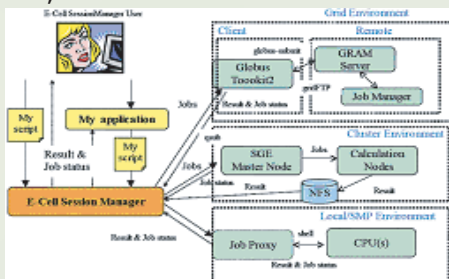 E-Cell SessionManager User
Grid Environment
Client
Remote
globus-submit
GRAM
Server
Globus
Toookit2
gridFTP
Job Manager
Jobs
Result & Job status
My
script
My application
My
script
Result &
Job status
qsub
Cluster Environment
Jobs
SGE
Master Node
Jobs
Calculation
Nodes
Job status
Result
NFS
Result
E-Cell Session Manager
Local/SMP Environment
Result & Job status
Job Proxy
shell
CPU(s)
Result & Job status